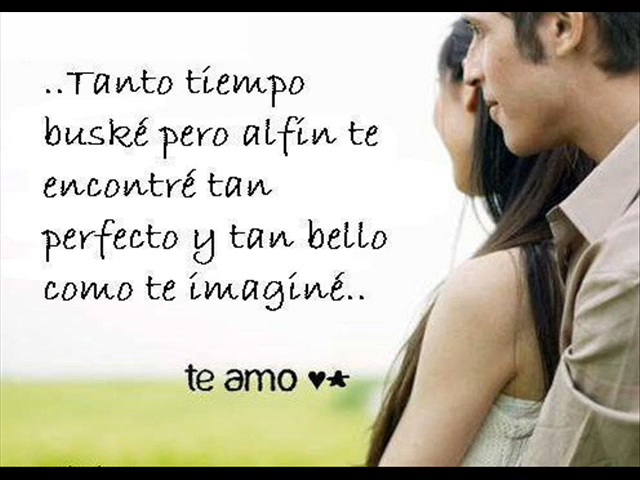 ..Tanto tiempo
buské pero alfín te
encontré tan
perfecto y tan bello
como te imaginé..
te amo ♥★